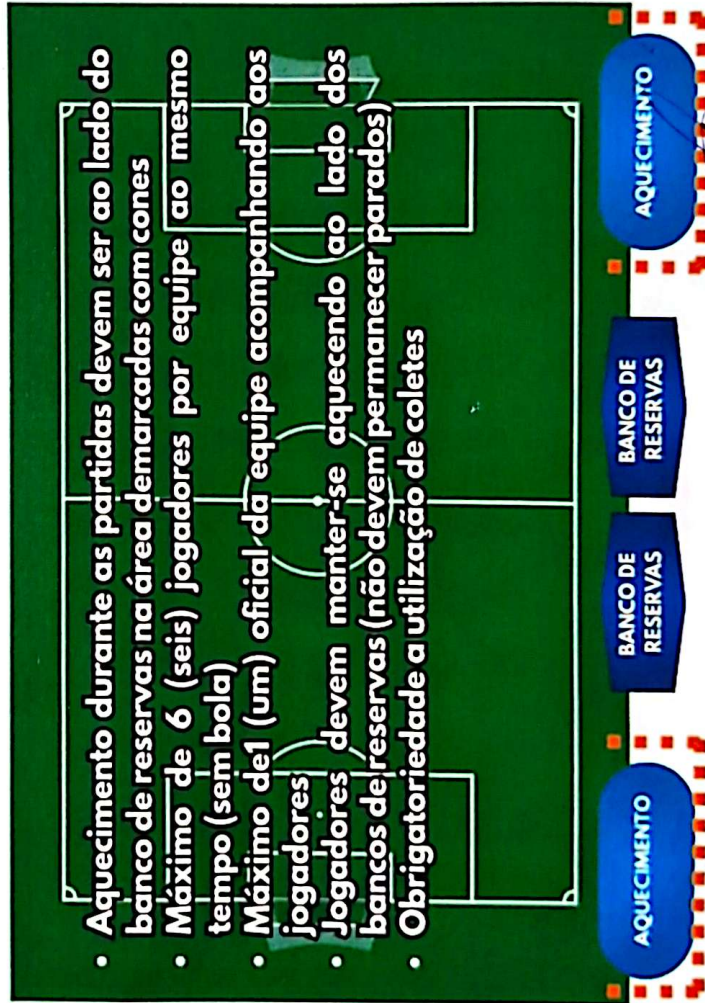 • Aquecimento durante as partidas devem ser ao lado do
banco de reservas na área demarcadas com cones
• Máximo de 6 (seis) jogadores por equipe ao mesmo
tempo (sem bola)
• Máximo de1 (um) oficial da equipe acompanhando aos
jogadores
• Jogadores devem manter-se aquecendo ao lado dos
bancos de reservas (não devem permanecer parados)
• Obrigatoriedade a utilização de coletes
AQUECIMENTO
BANCO DE
RESERVAS
BANCO DE
RESERVAS
AQUECIMENTO